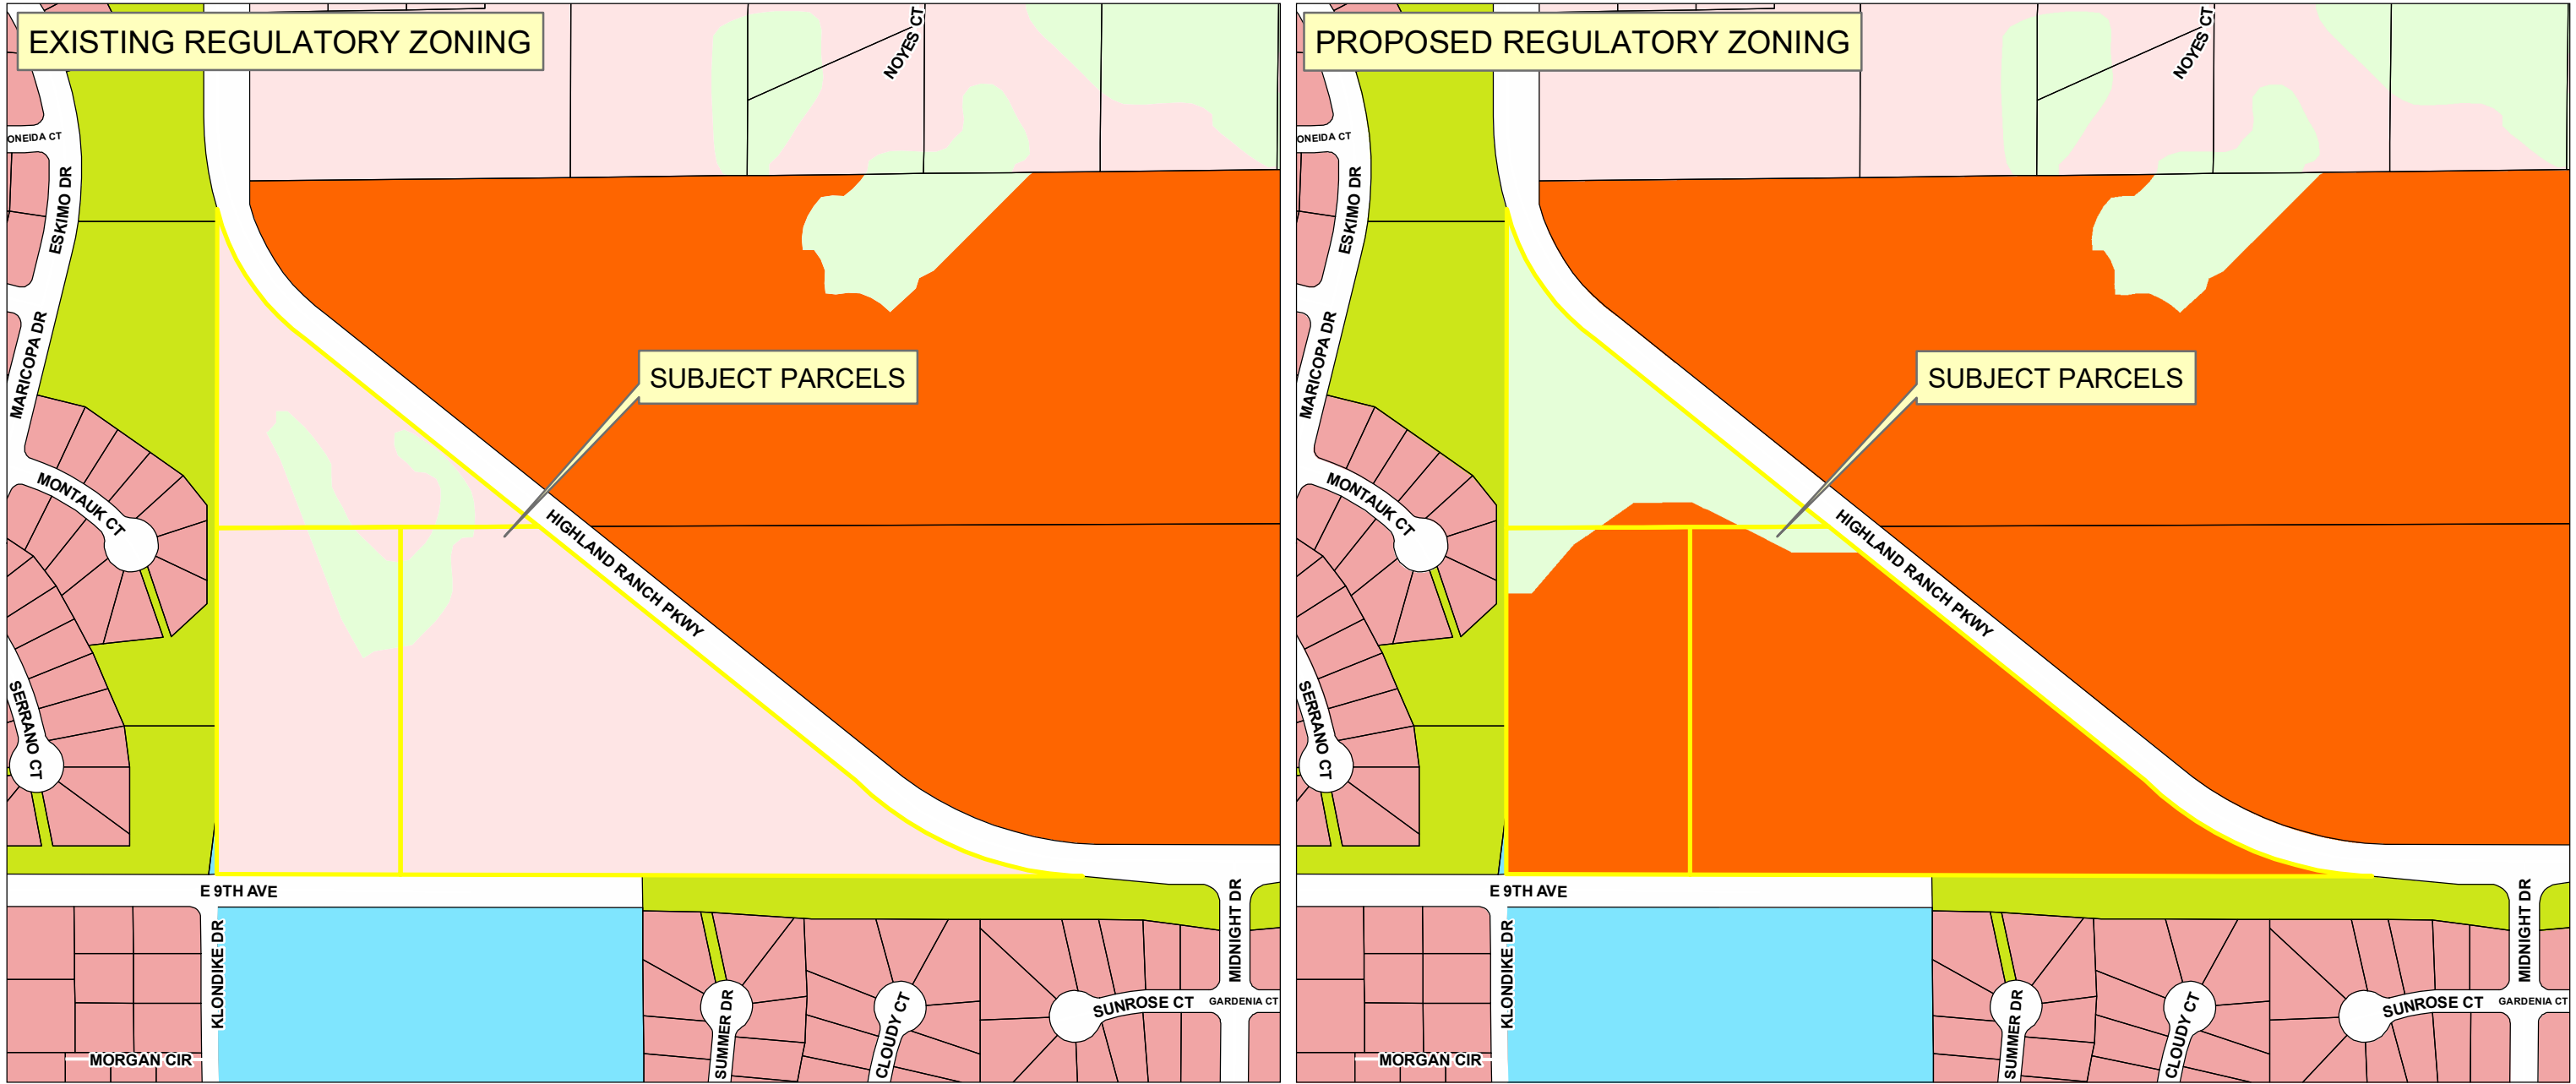 EXISTING REGULATORY ZONING
NOYES CT
ONEIDA CT
ESKIMO DR
MARICOPA DR
SUBJECT PARCELS
MONTAUK CT
HIGHLAND RANCH PKWY
SERRANO CT
E 9TH AVE
KLONDIKE DR
MIDNIGHT DR
SUMMER DR
CLOUDY CT
SUNROSE CT
GARDENIA CT
MORGAN CIR
PROPOSED REGULATORY ZONING
NOYES CT
ONEIDA CT
ESKIMO DR
MARICOPA DR
SUBJECT PARCELS
MONTAUK CT
HIGHLAND RANCH PKWY
SERRANO CT
E 9TH AVE
KLONDIKE DR
MIDNIGHT DR
SUMMER DR
CLOUDY CT
SUNROSE CT
GARDENIA CT
MORGAN CIR